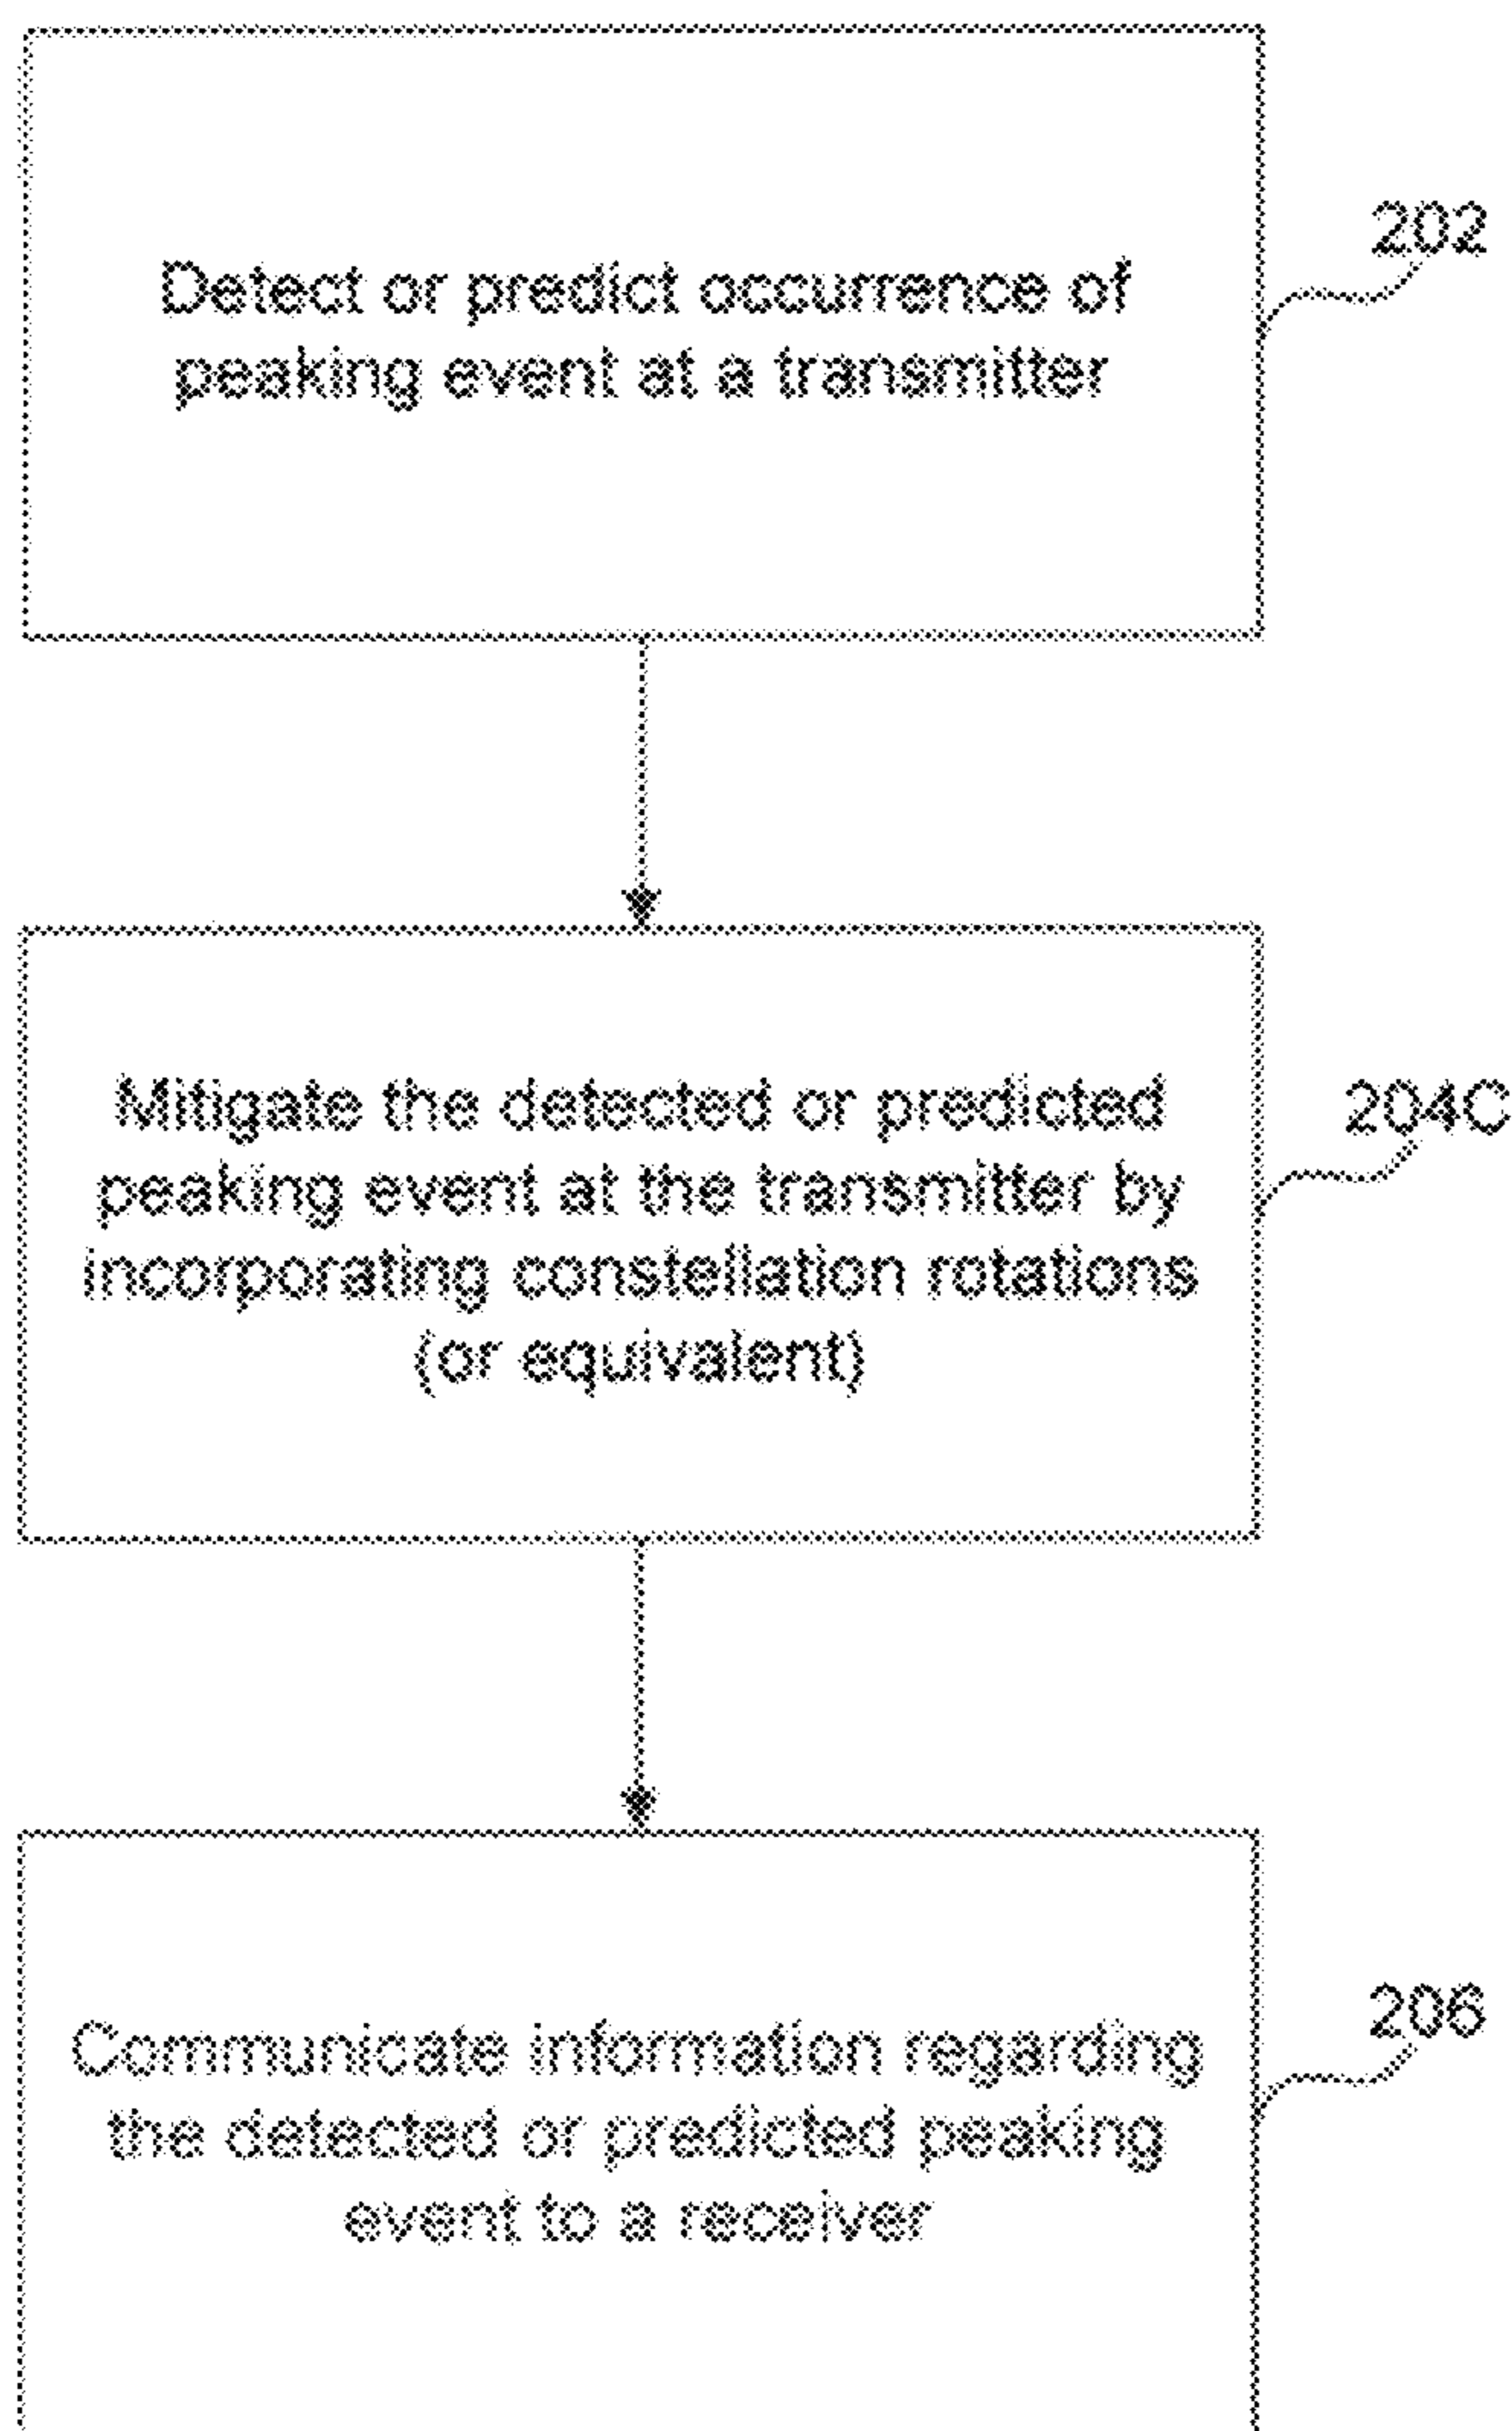 202
Detect or predict occurrence of
peaking event at a transmitter
204C
Mitigate the detected or predicted
peaking event at the transmitter by
incorporating constellation rotations
(or equivalent)
206
Communicate information regarding
the detected or predicted peaking
event to a receiver